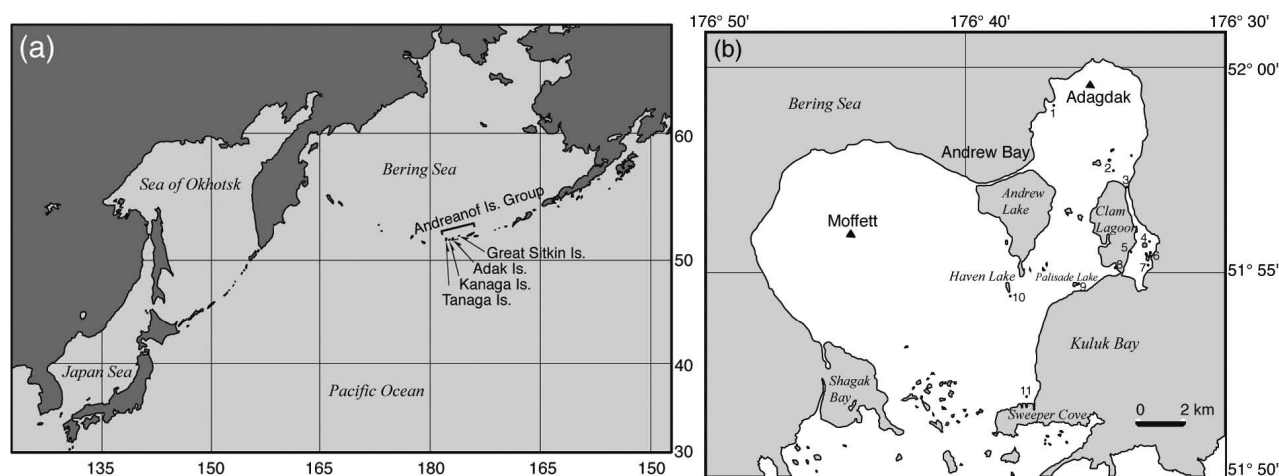 (a)
Sea of Okhotsk
Bering Sea
Andreanof Is. Group
Great Sitkin Is.
Adak Is.
Kanaga Is.
Tanaga Is.
Japan Sea
Pacific Ocean
60
50
40
30
135
150
165
180
165
150
176° 50'
176° 40'
176° 30'
(b)
52° 00'
Bering Sea
Adagdak
1
Andrew Bay
2
3
Andrew
Lake
Clam
Lagoon
Moffett
4
5
6
7
8
51° 55'
Haven Lake
Palisade Lake
9
10
Kuluk Bay
Shagak
Bay
11
Sweeper Cove
0 2 km
51° 50'